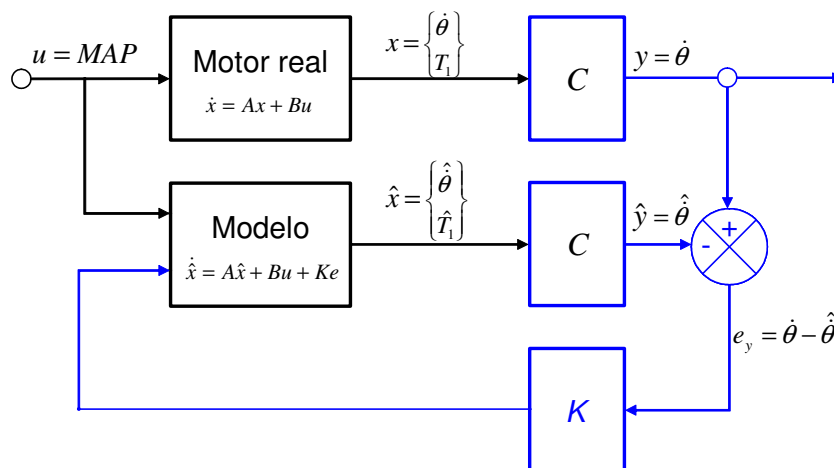 u = MAP
Motor real
ẋ = Ax + Bu
x = {θ̇ T₁}
C
y = θ̇
Modelo
x̂̇ = Ax̂ + Bu + Ke
x̂ = {θ̂̇ T̂₁}
C
ŷ = θ̂̇
+
-
e_y = θ̇ − θ̂̇
K